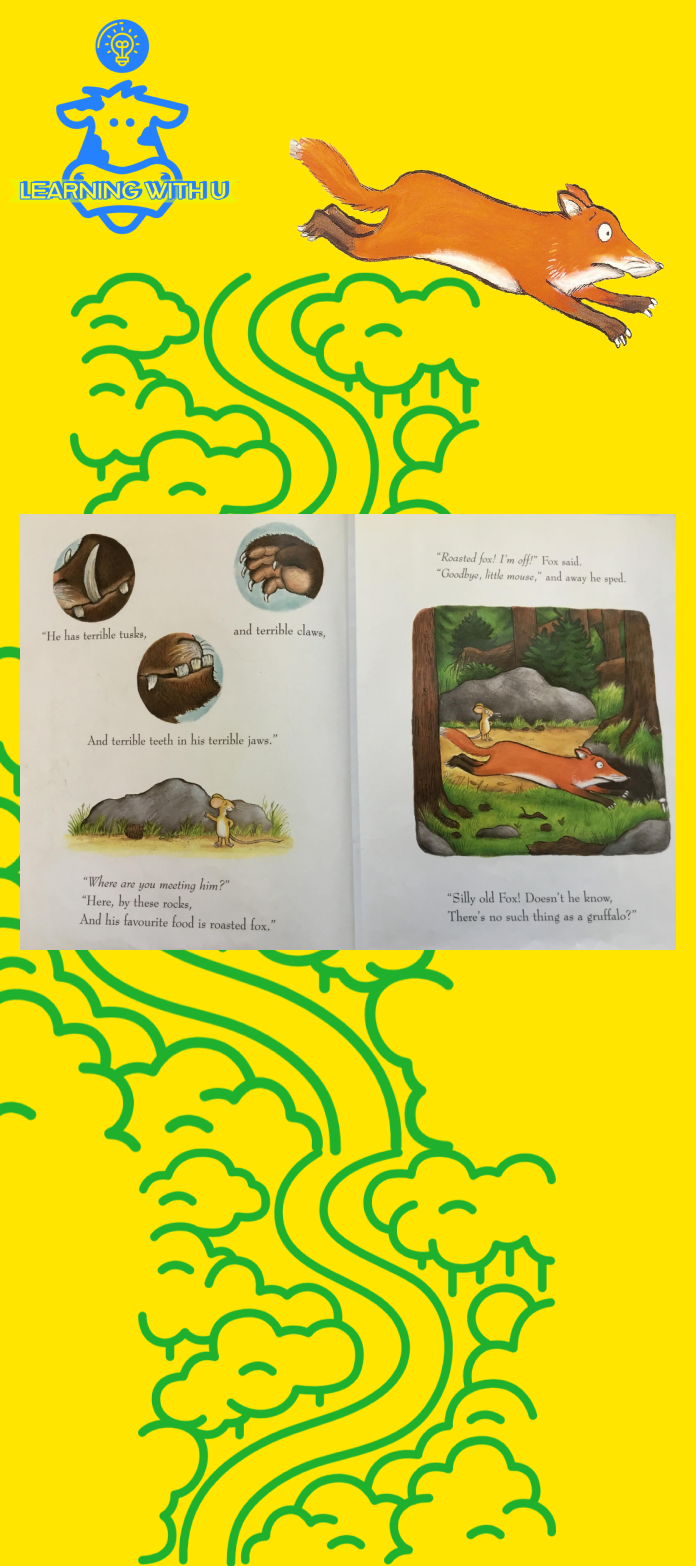 LEARNING WITH U
"He has terrible tusks,
and terrible claws,
And terrible teeth in his terrible jaws."
"Where are you meeting him?"
"Here, by these rocks,
And his favourite food is roasted fox."
"Roasted fox! I'm off!" Fox said.
"Goodbye, little mouse," and away he sped.
"Silly old Fox! Doesn't he know,
There's no such thing as a gruffalo?"